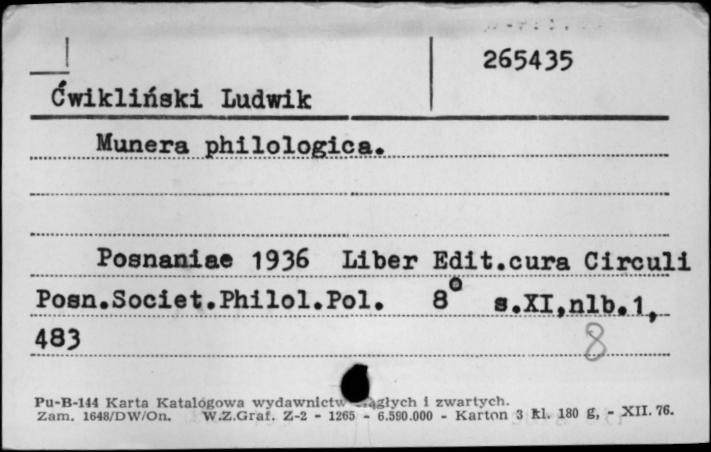 265435
Ćwikliński Ludwik
Munera philologica.
Posnaniae 1936 Liber Edit.cura Circuli
Posn.Societ.Philol.Pol. 8° s.XI,nlb.1,
483
8
Pu-B-144 Karta Katalogowa wydawnictw ciągłych i zwartych.
Zam. 1648/DW/On. W.Z.Graf. Z-2 - 1265 - 6.590.000 - Karton 3 kl. 180 g, - XII. 76.